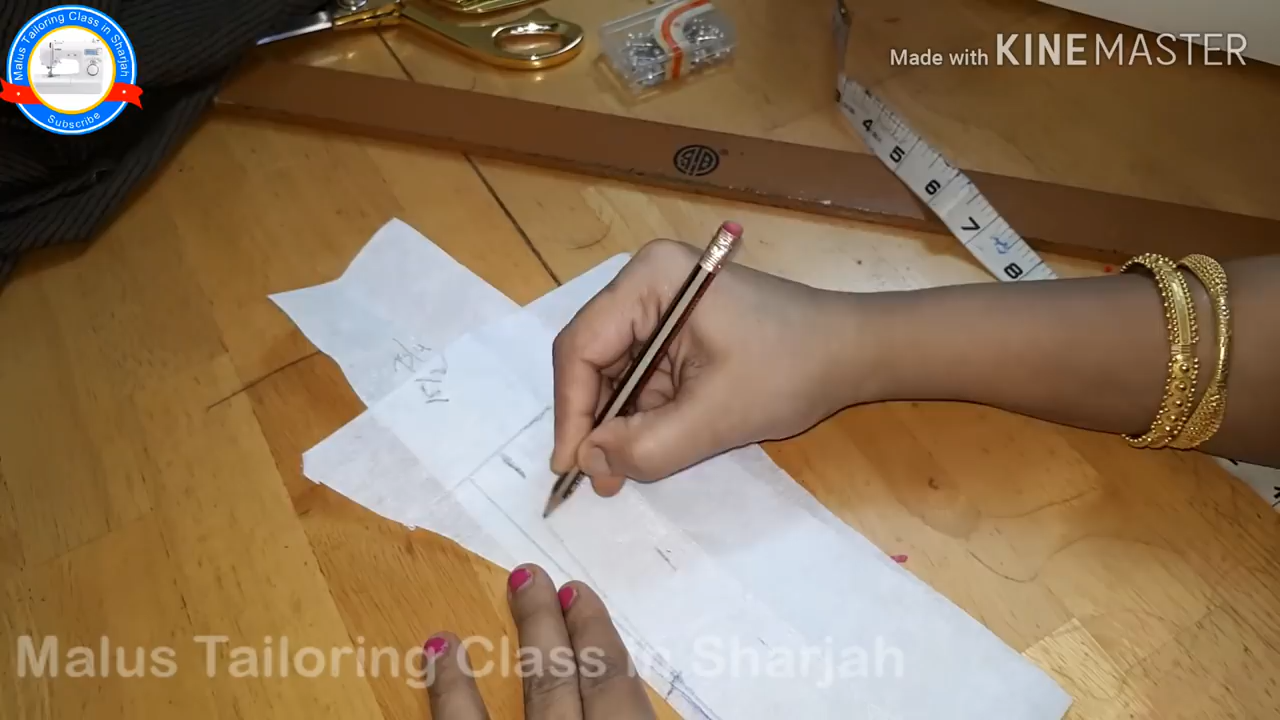 Malus Tailoring Class in Sharjah
Subscribe
Made with KINEMASTER
SHB
4
5
6
7
8
Malus Tailoring Class in Sharjah